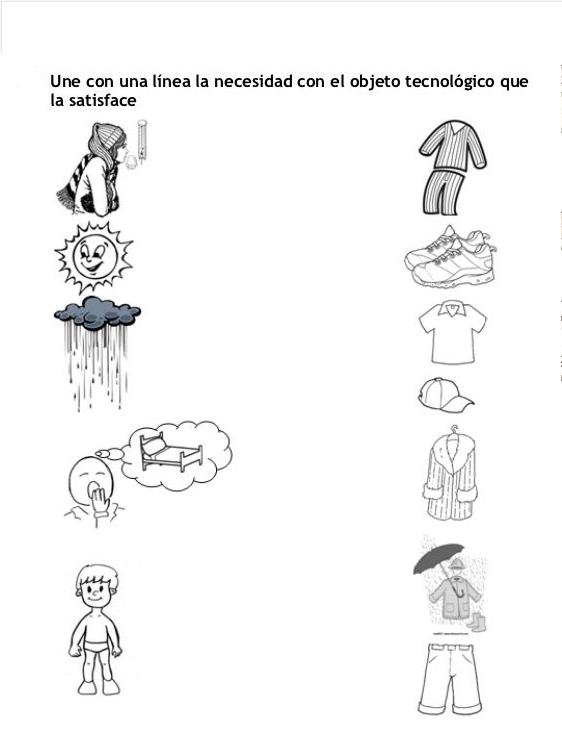 Une con una línea la necesidad con el objeto tecnológico que
la satisface